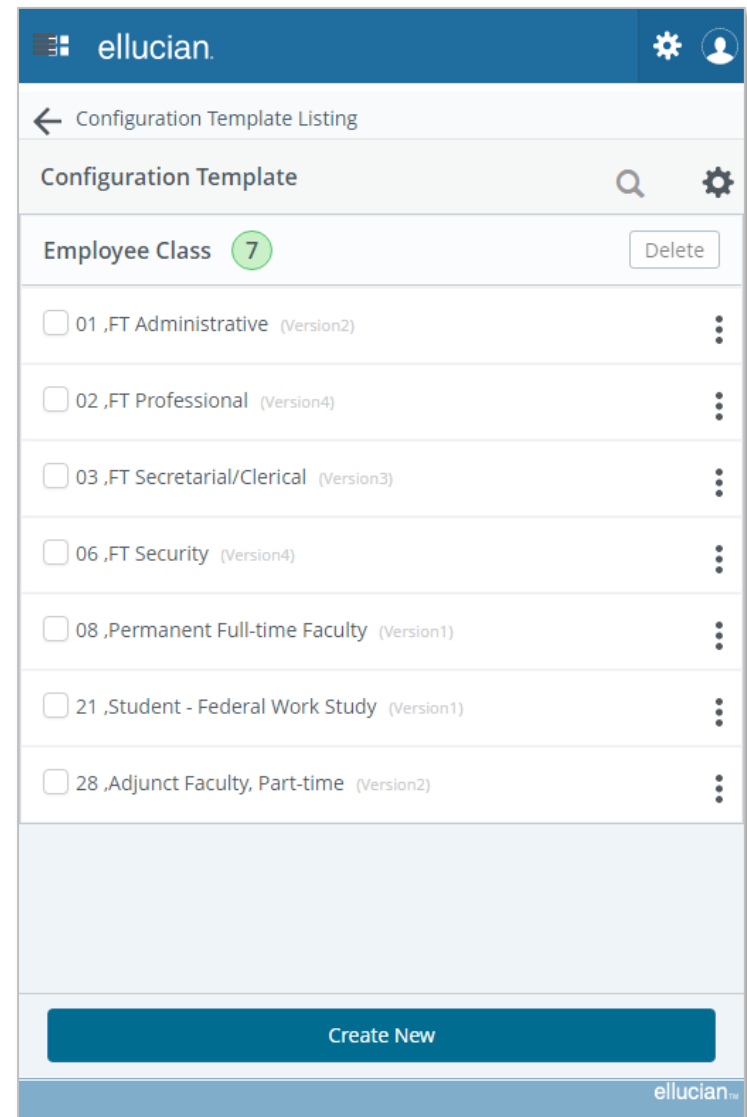 ellucian.
Configuration Template Listing
Configuration Template
Employee Class 7 Delete
01 ,FT Administrative (Version2)
02 ,FT Professional (Version4)
03 ,FT Secretarial/Clerical (Version3)
06 ,FT Security (Version4)
08 ,Permanent Full-time Faculty (Version1)
21 ,Student - Federal Work Study (Version1)
28 ,Adjunct Faculty, Part-time (Version2)
Create New
ellucian™